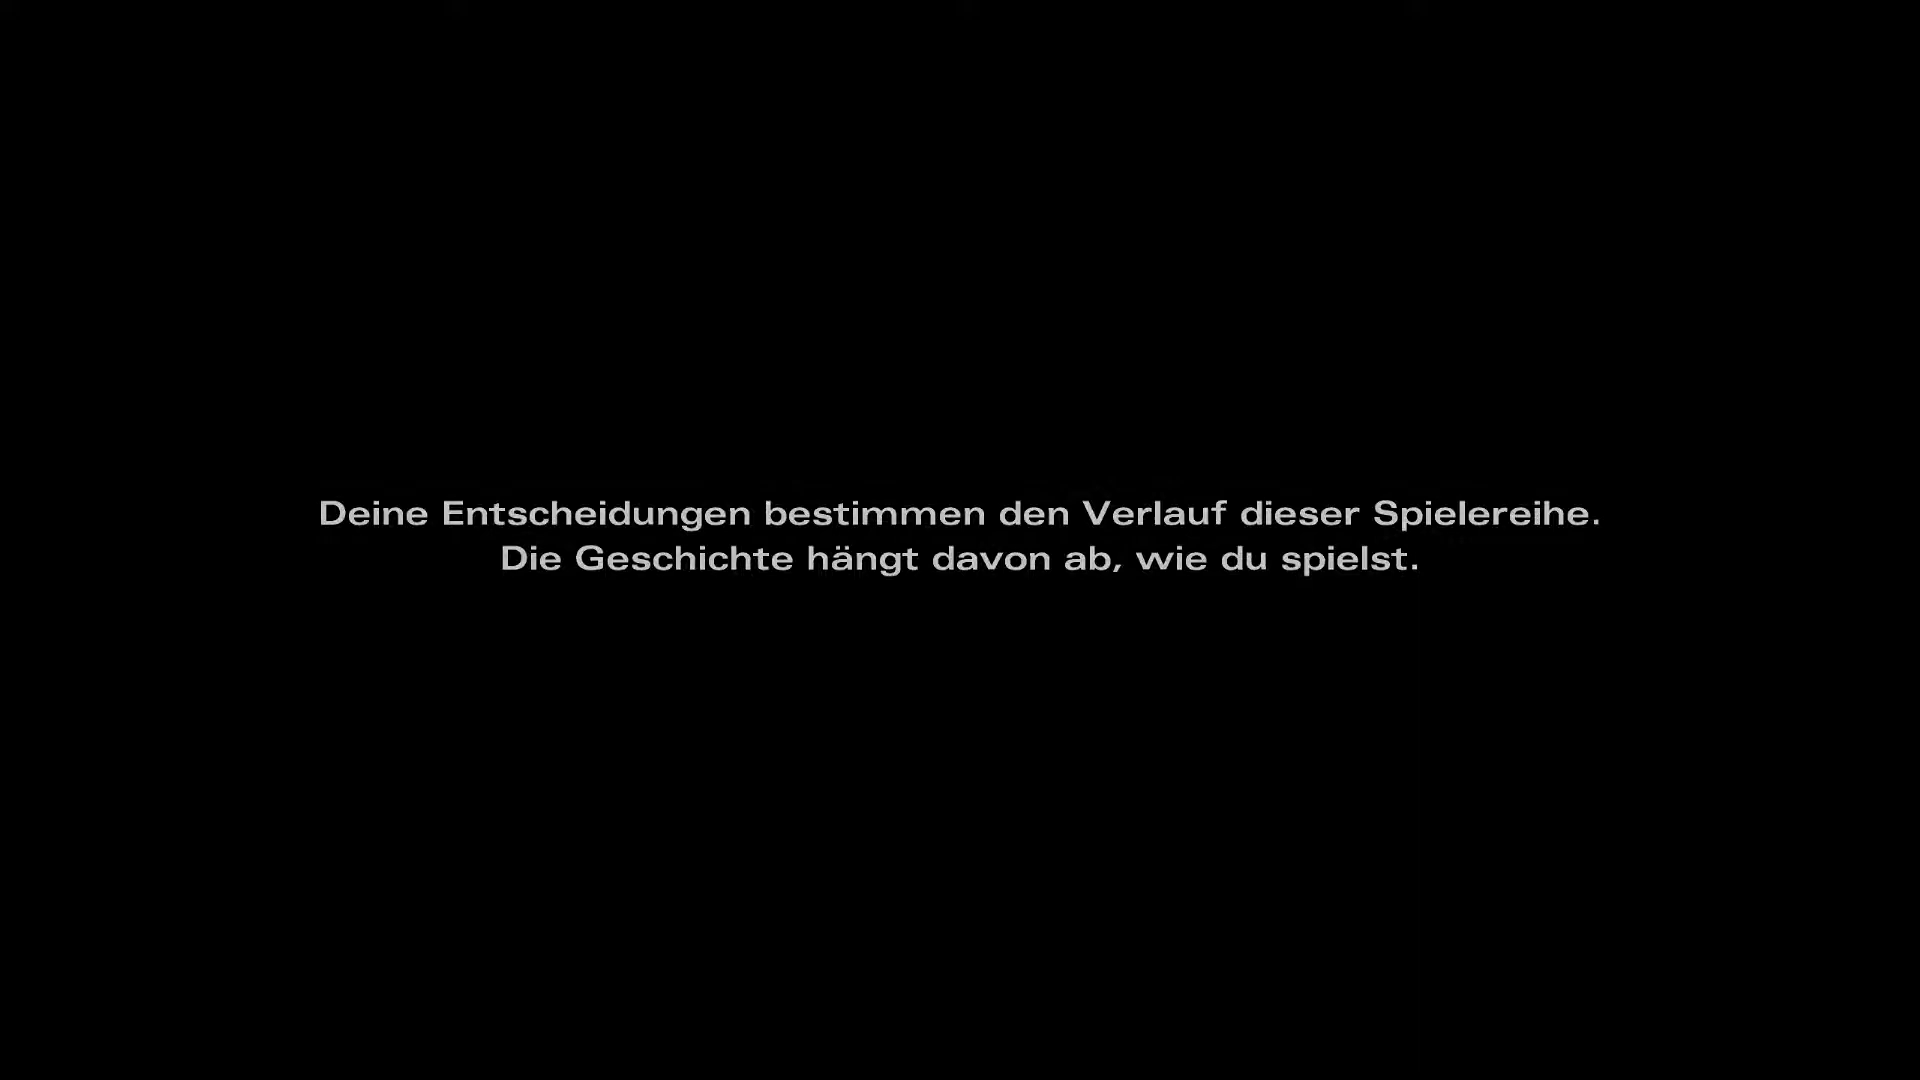 Deine Entscheidungen bestimmen den Verlauf dieser Spielereihe.
Die Geschichte hängt davon ab, wie du spielst.